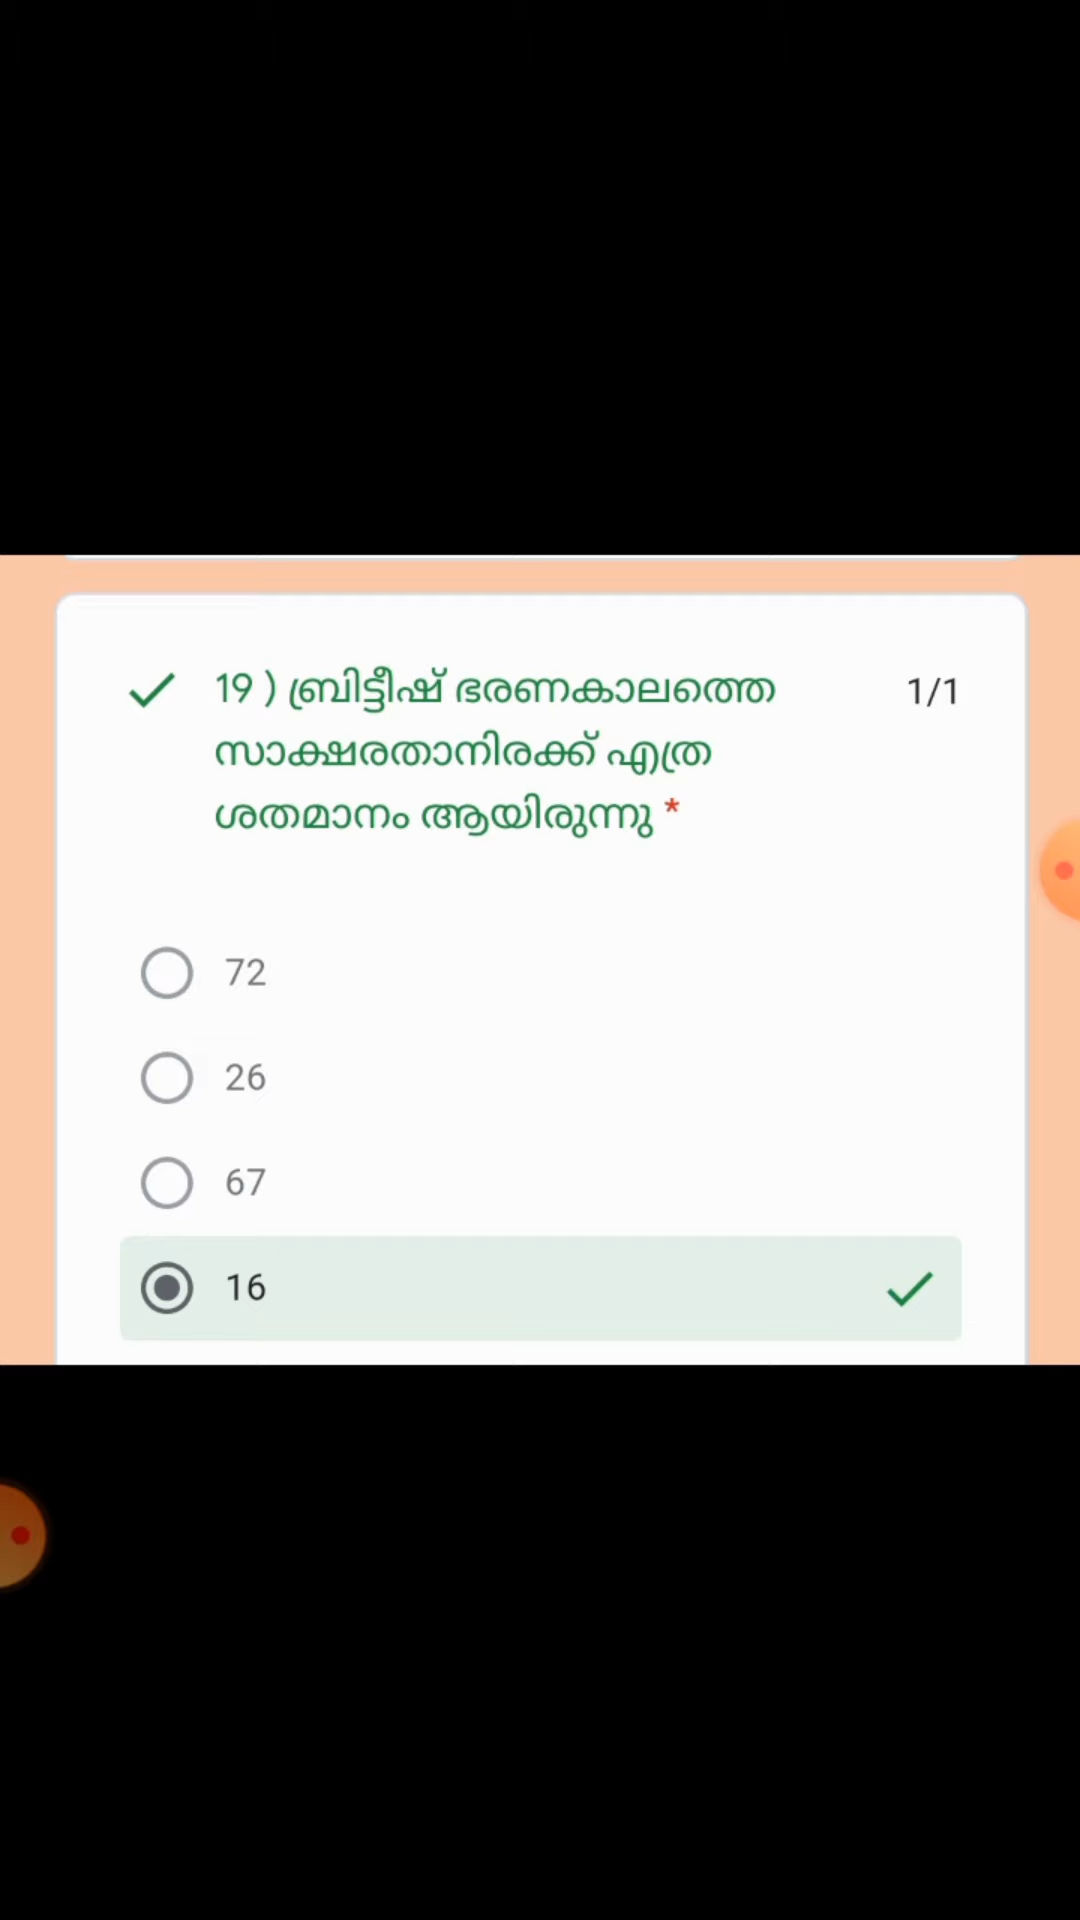 19 ) ബ്രിട്ടീഷ് ഭരണകാലത്തെ
1/1
സാക്ഷരതാനിരക്ക് എത്ര
ശതമാനം ആയിരുന്നു *
72
26
67
16